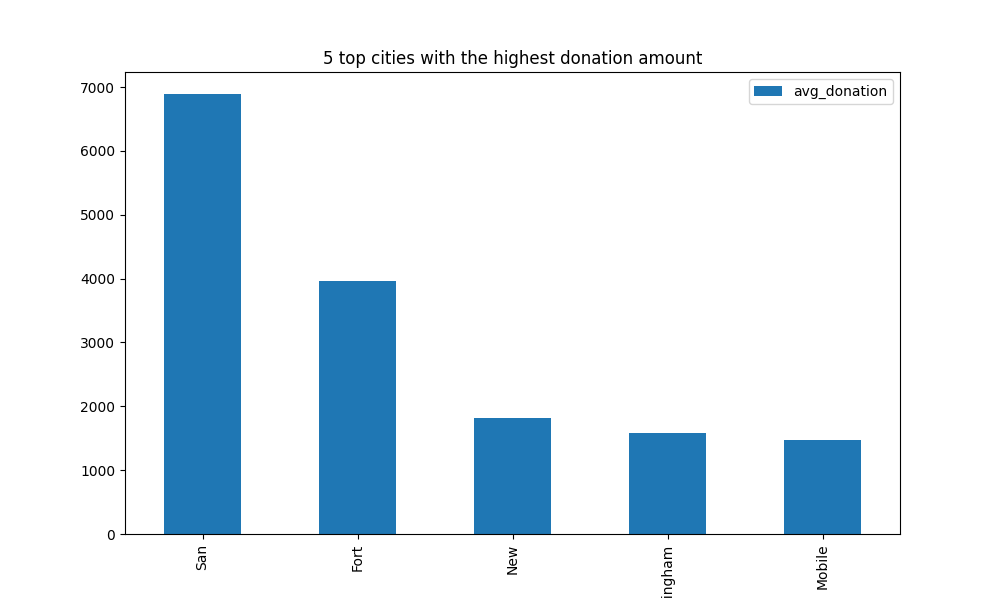 5 top cities with the highest donation amount
avg_donation
7000
6000
5000
4000
3000
2000
1000
0
San
Fort
New
ingham
Mobile